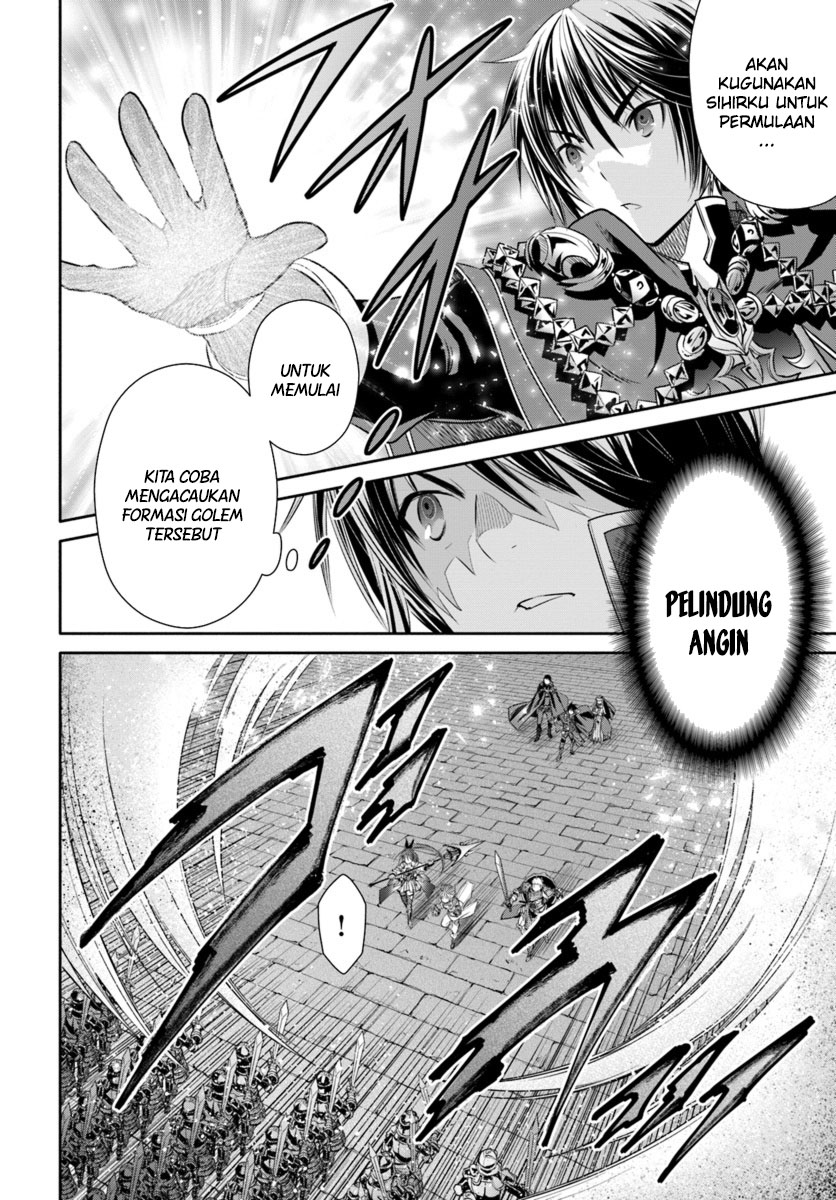 AKAN
KUGUNAKAN
SIHIRKU UNTUK
PERMULAAN
...
UNTUK
MEMULAI
KITA COBA
MENGACAUKAN
FORMASI GOLEM
TERSEBUT
PELINDUNG
ANGIN
!